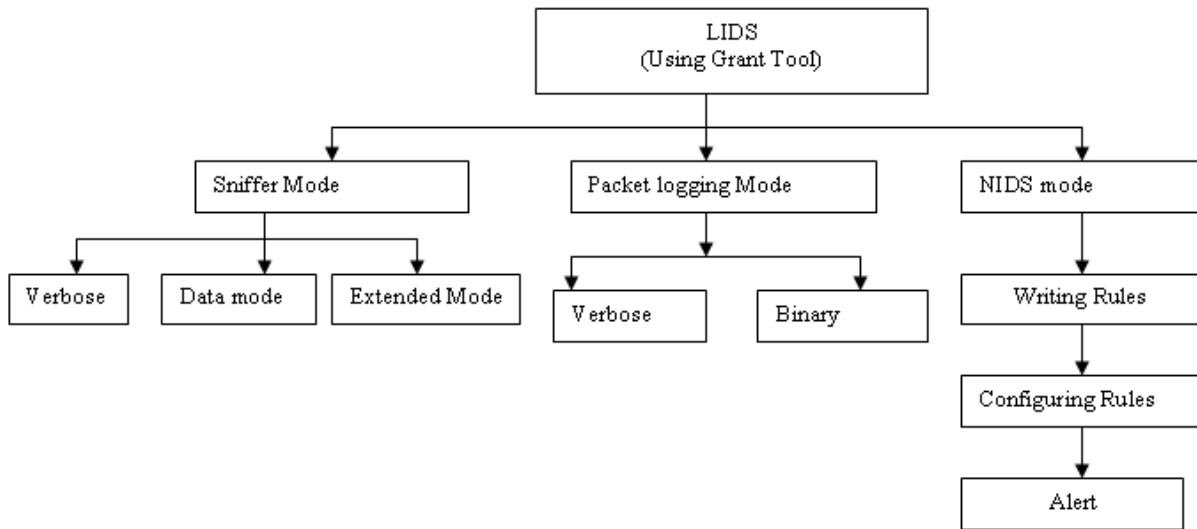 LIDS
(Using Grant Tool)
Sniffer Mode
Packet logging Mode
NIDS mode
Verbose
Data mode
Extended Mode
Verbose
Binary
Writing Rules
Configuring Rules
Alert